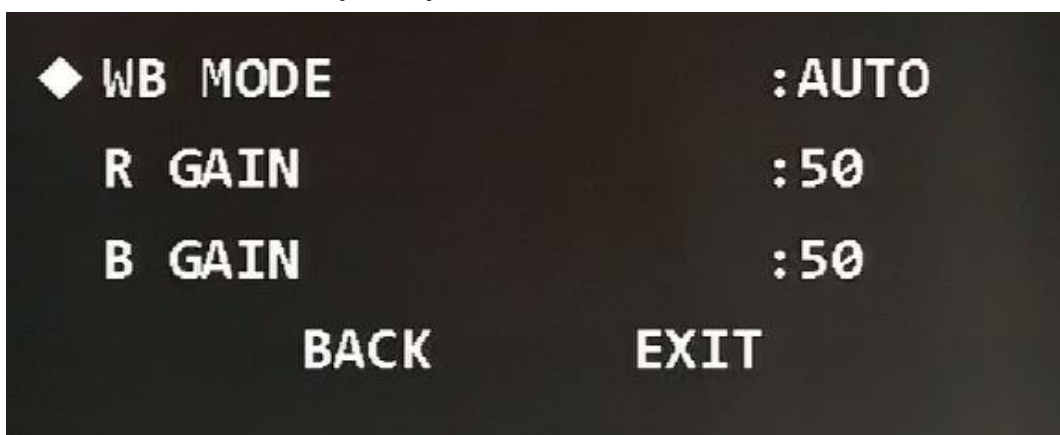 ◆ WB MODE :AUTO
R GAIN :50
B GAIN :50
BACK EXIT